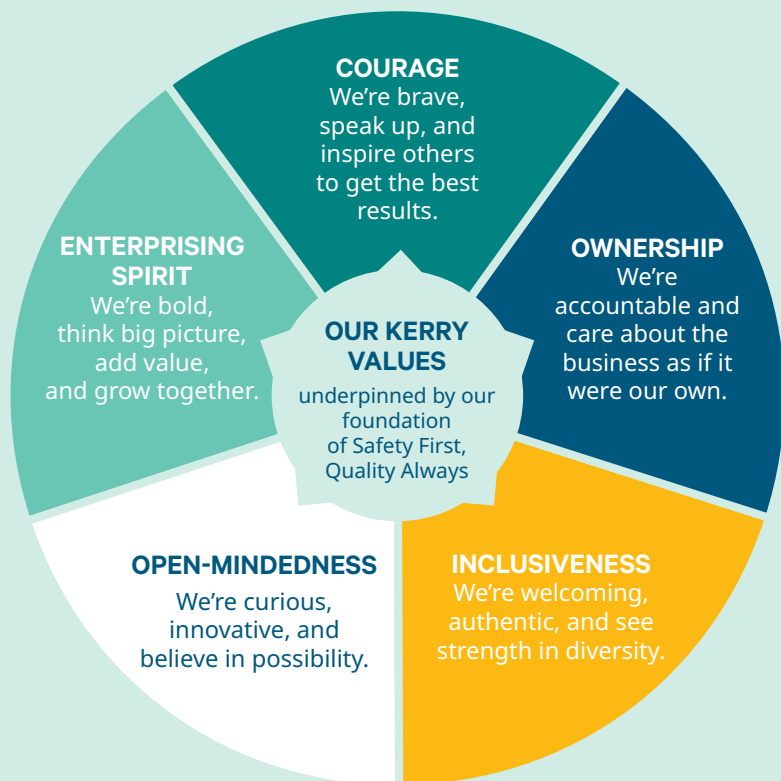 COURAGE
We’re brave,
speak up, and
inspire others
to get the best
results.
OWNERSHIP
We’re
accountable and
care about the
business as if it
were our own.
INCLUSIVENESS
We’re welcoming,
authentic, and see
strength in diversity.
OPEN-MINDEDNESS
We’re curious,
innovative, and
believe in possibility.
ENTERPRISING
SPIRIT
We’re bold,
think big picture,
add value,
and grow together.
OUR KERRY
VALUES
underpinned by our
foundation
of Safety First,
Quality Always